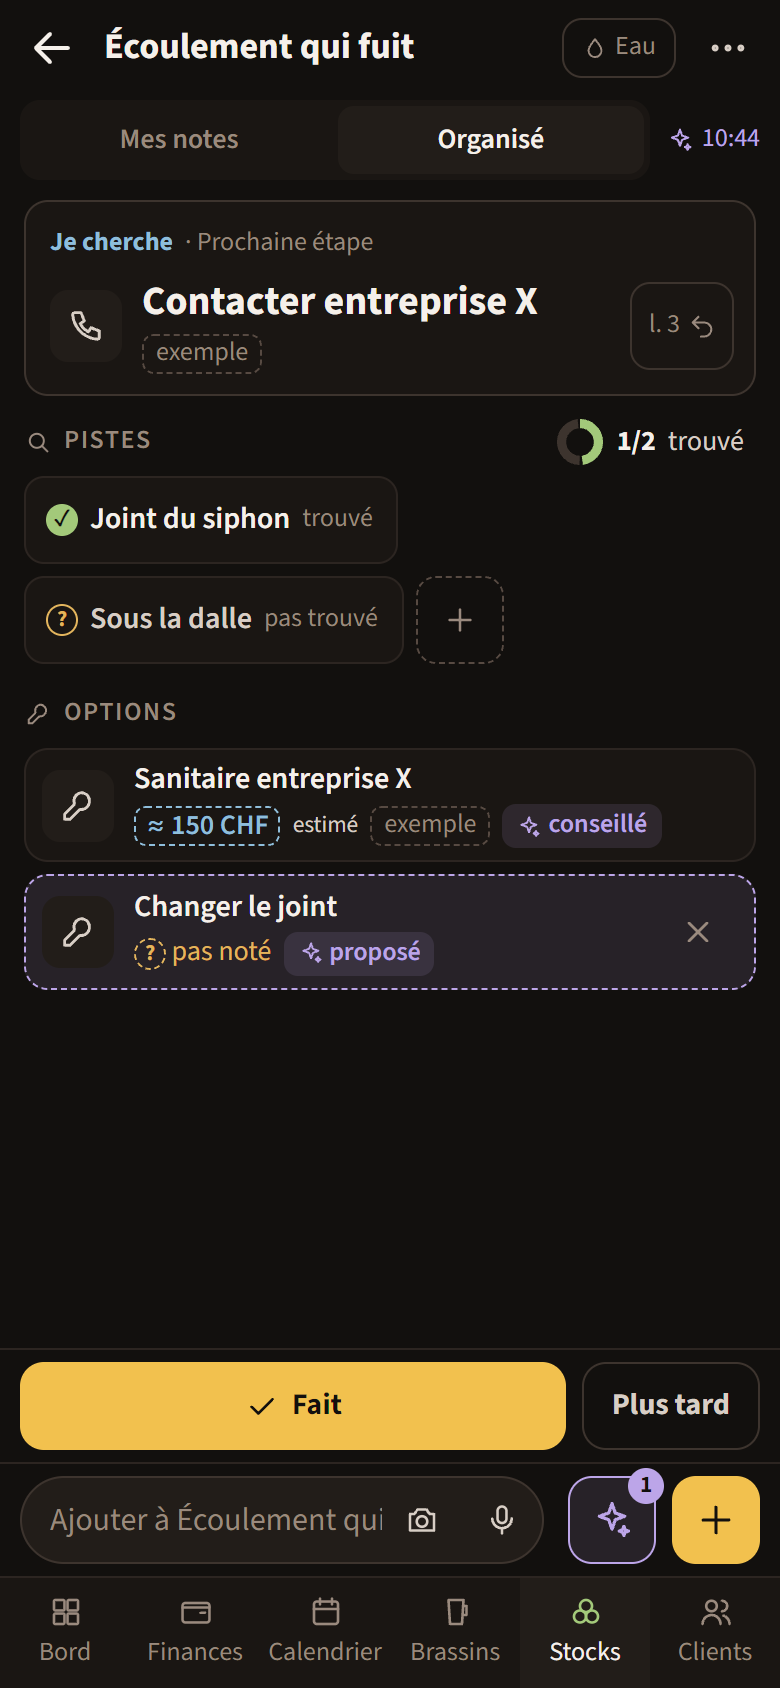 Écoulement qui fuit
Eau
Mes notes
Organisé
10:44
Je cherche · Prochaine étape
Contacter entreprise X
exemple
l. 3
PISTES
1/2 trouvé
Joint du siphon trouvé
? Sous la dalle pas trouvé
OPTIONS
Sanitaire entreprise X
≈ 150 CHF estimé exemple conseillé
Changer le joint
? pas noté proposé
Fait
Plus tard
Ajouter à Écoulement qui
1
Bord
Finances
Calendrier
Brassins
Stocks
Clients